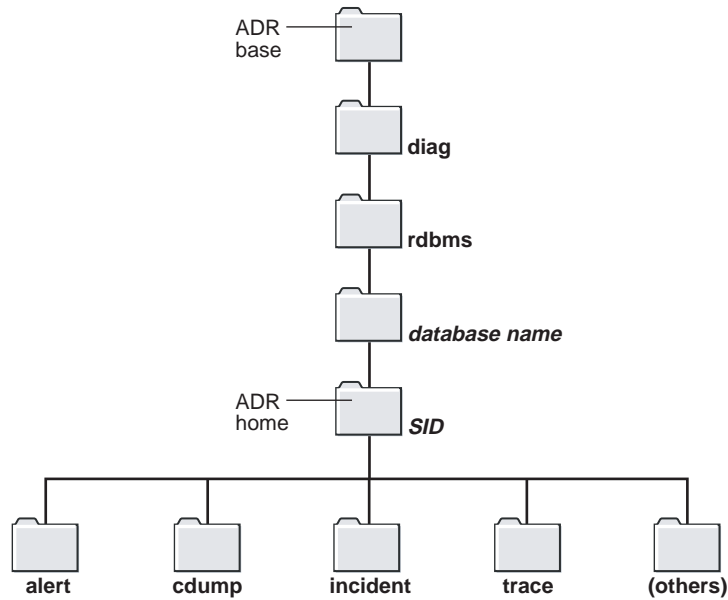 ADR
base
diag
rdbms
database name
ADR
home
SID
alert
cdump
incident
trace
(others)